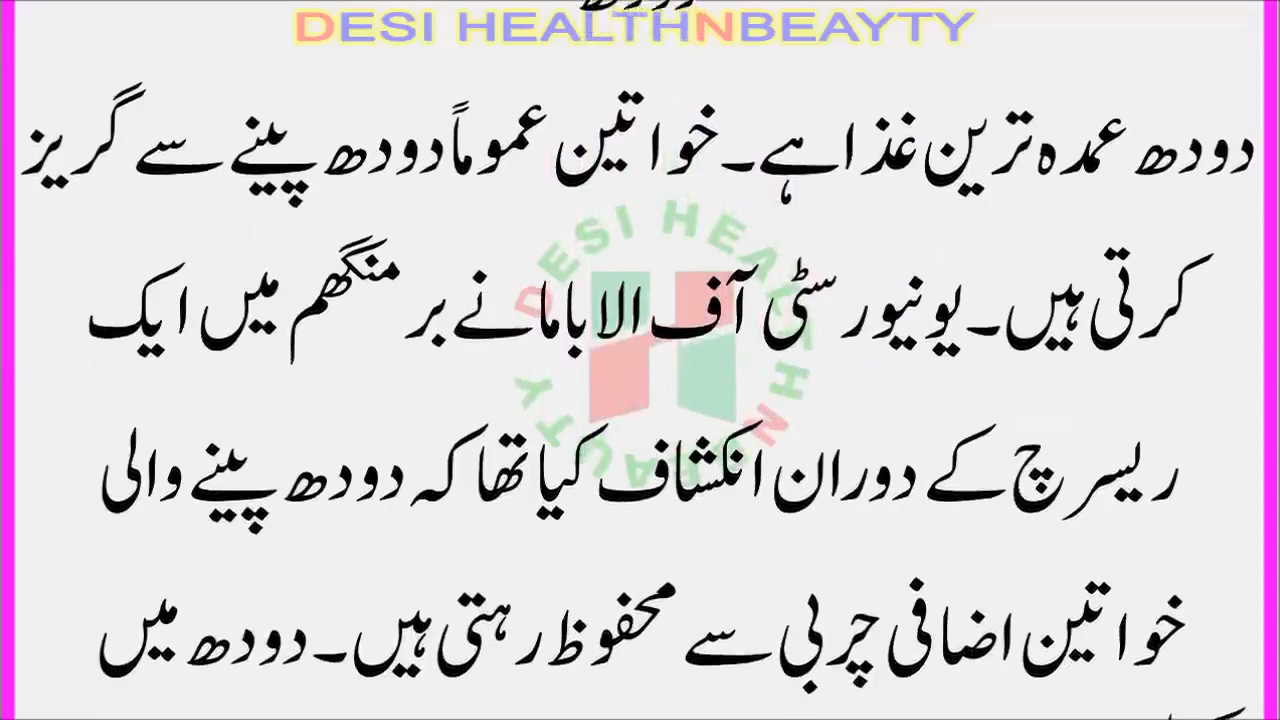 DESI HEALTHNBEAYTY
دودھ عمدہ ترین غذا ہے۔ خواتین عموماً دودھ پینے سے گریز
کرتی ہیں۔ یونیورسٹی آف الاباما نے برمنگھم میں ایک
ریسرچ کے دوران انکشاف کیا تھا کہ دودھ پینے والی
خواتین اضافی چربی سے محفوظ رہتی ہیں۔ دودھ میں
DESI HEALTHNBEAUTY